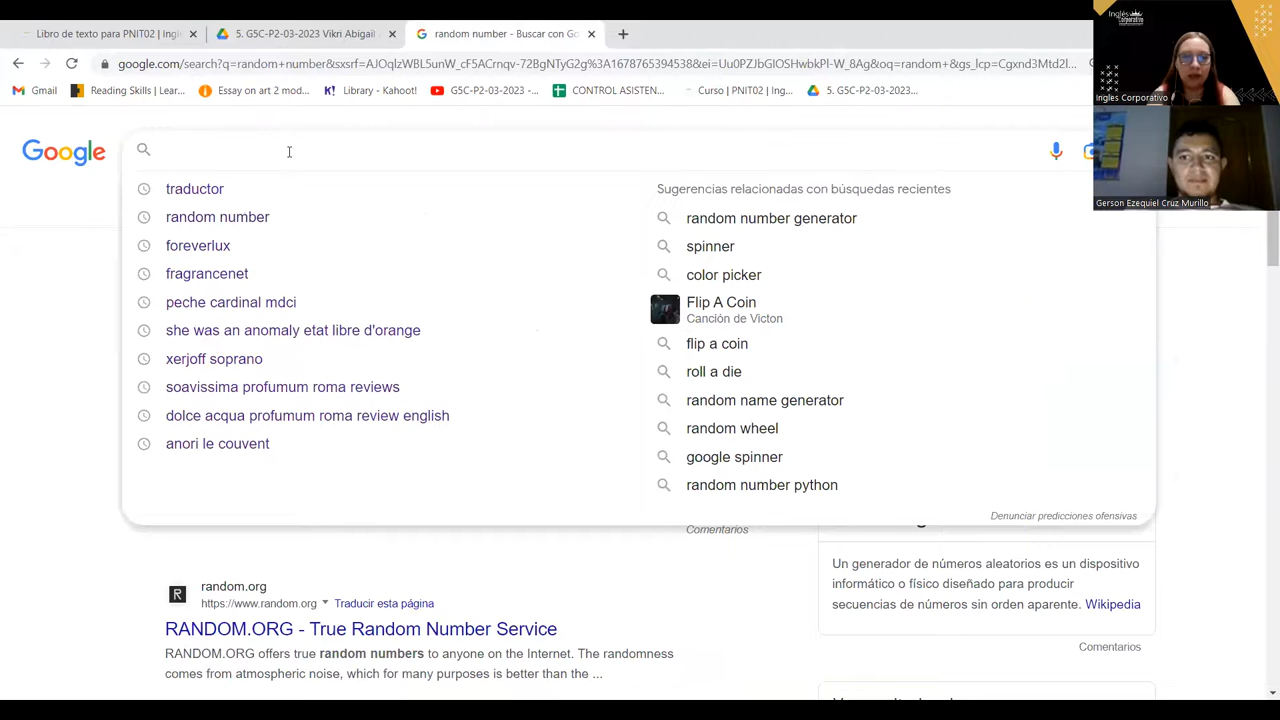 Libro de texto para PNIT02 | Ingl
5. G5C-P2-03-2023 Vikri Abigail
random number - Buscar con Go
google.com/search?q=random+number&sxsrf=AJOqlzWBL5unW_cF5ACrnqv-72BgNTyG2g%3A1678765394538&ei=Uu0PZJbGIOSHwbkPl-W_8Ag&oq=random+&gs_lcp=Cgxnd3Mtd2l...
Gmail
Reading Skills | Lear...
Essay on art 2 mod...
Library - Kahoot!
G5C-P2-03-2023 -...
CONTROL ASISTEN...
Curso | PNIT02 | Ing...
5. G5C-P2-03-2023...
Inglés
Corporativo
Ingles Corporativo
Gerson Ezequiel Cruz Murillo
Google
traductor
random number
foreverlux
fragrancenet
peche cardinal mdci
she was an anomaly etat libre d'orange
xerjoff soprano
soavissima profumum roma reviews
dolce acqua profumum roma review english
anori le couvent
Sugerencias relacionadas con búsquedas recientes
random number generator
spinner
color picker
Flip A Coin
Canción de Victon
flip a coin
roll a die
random name generator
random wheel
google spinner
random number python
Denunciar predicciones ofensivas
Comentarios
Un generador de números aleatorios es un dispositivo
informático o físico diseñado para producir
secuencias de números sin orden aparente. Wikipedia
Comentarios
R
random.org
https://www.random.org
Traducir esta página
RANDOM.ORG - True Random Number Service
RANDOM.ORG offers true random numbers to anyone on the Internet. The randomness
comes from atmospheric noise, which for many purposes is better than the ...